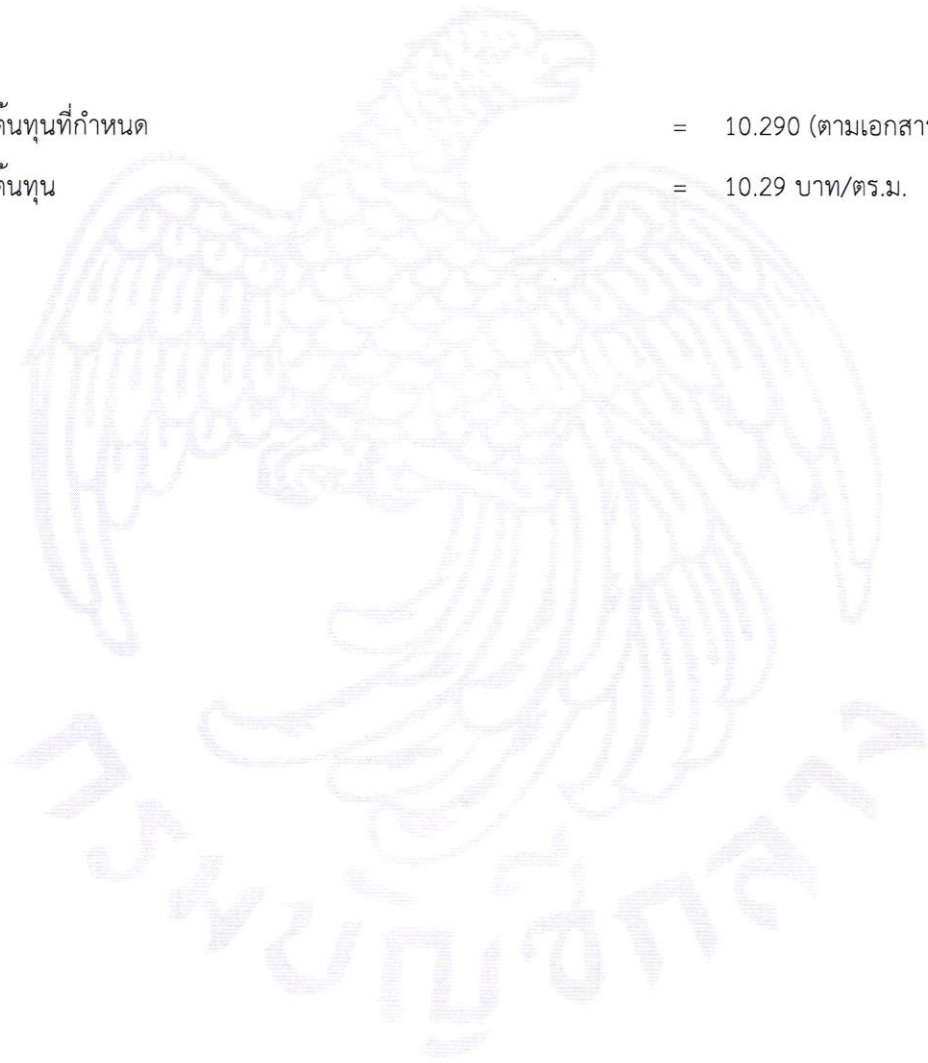 ต้นทุนที่กำหนด = 10.290 (ตามเอกสาร
ต้นทุน = 10.29 บาท/ตร.ม.
กรมบัญชีกลาง